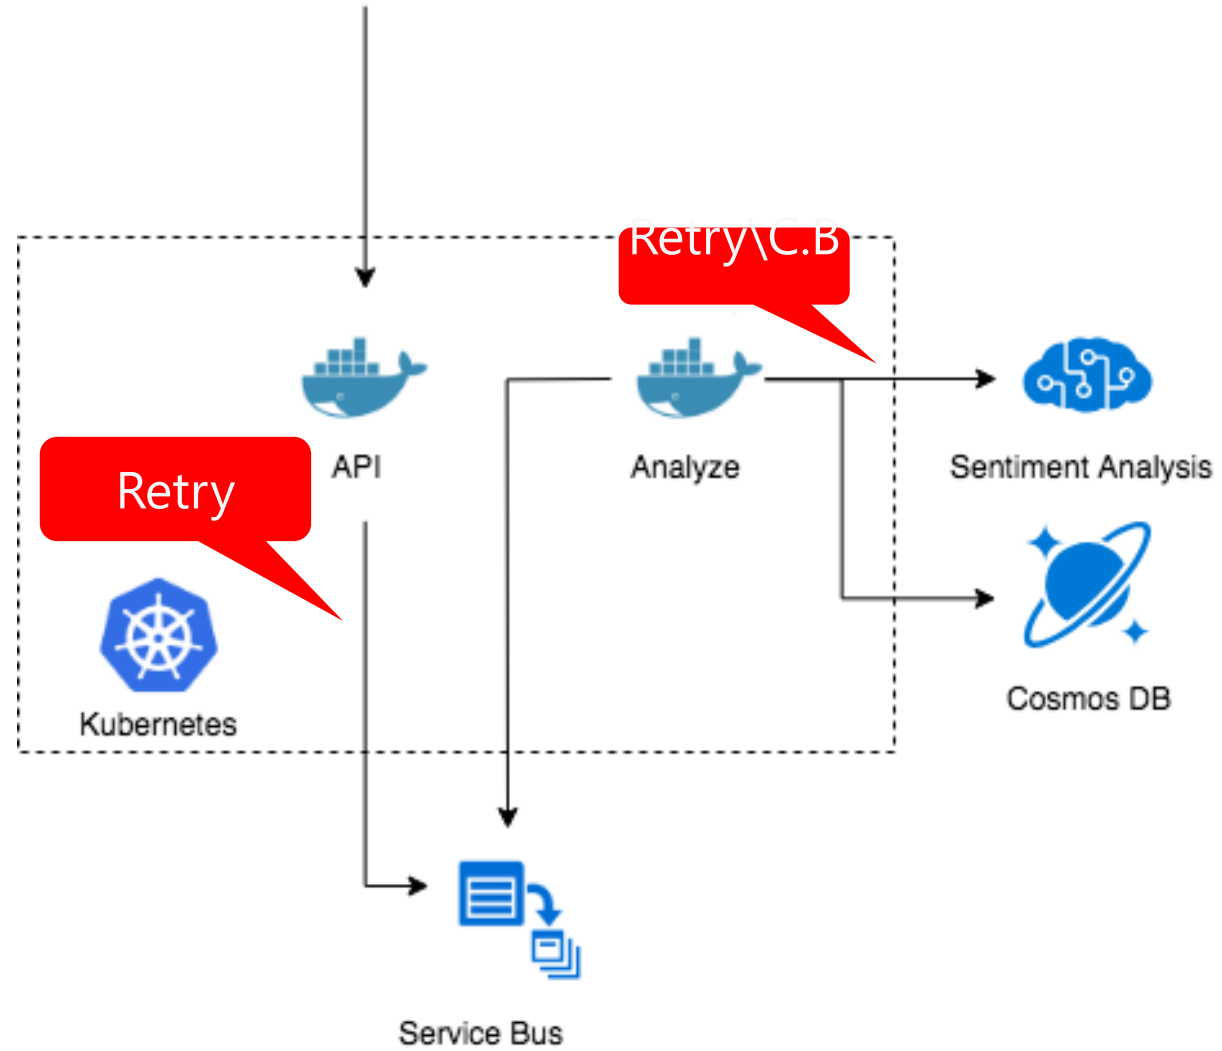 Retry\C.B
API
Analyze
Sentiment Analysis
Retry
Kubernetes
Cosmos DB
Service Bus